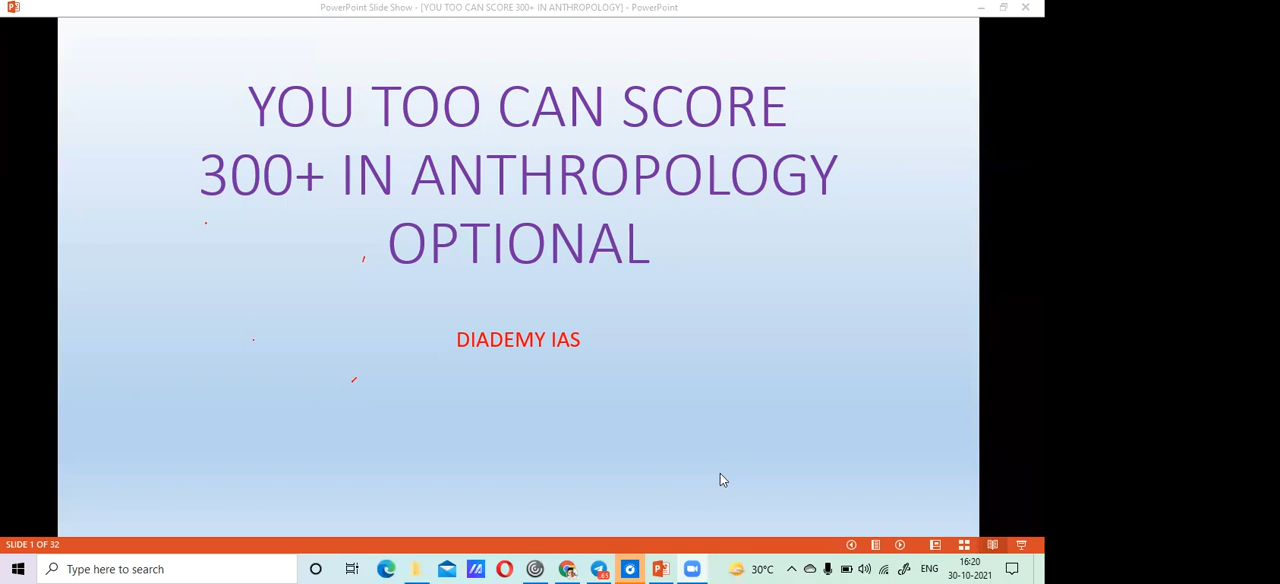 PowerPoint Slide Show - [YOU TOO CAN SCORE 300+ IN ANTHROPOLOGY] - PowerPoint
YOU TOO CAN SCORE
300+ IN ANTHROPOLOGY
OPTIONAL
DIADEMY IAS
SLIDE 1 OF 32
Type here to search
30°C
ENG
16:20
30-10-2021